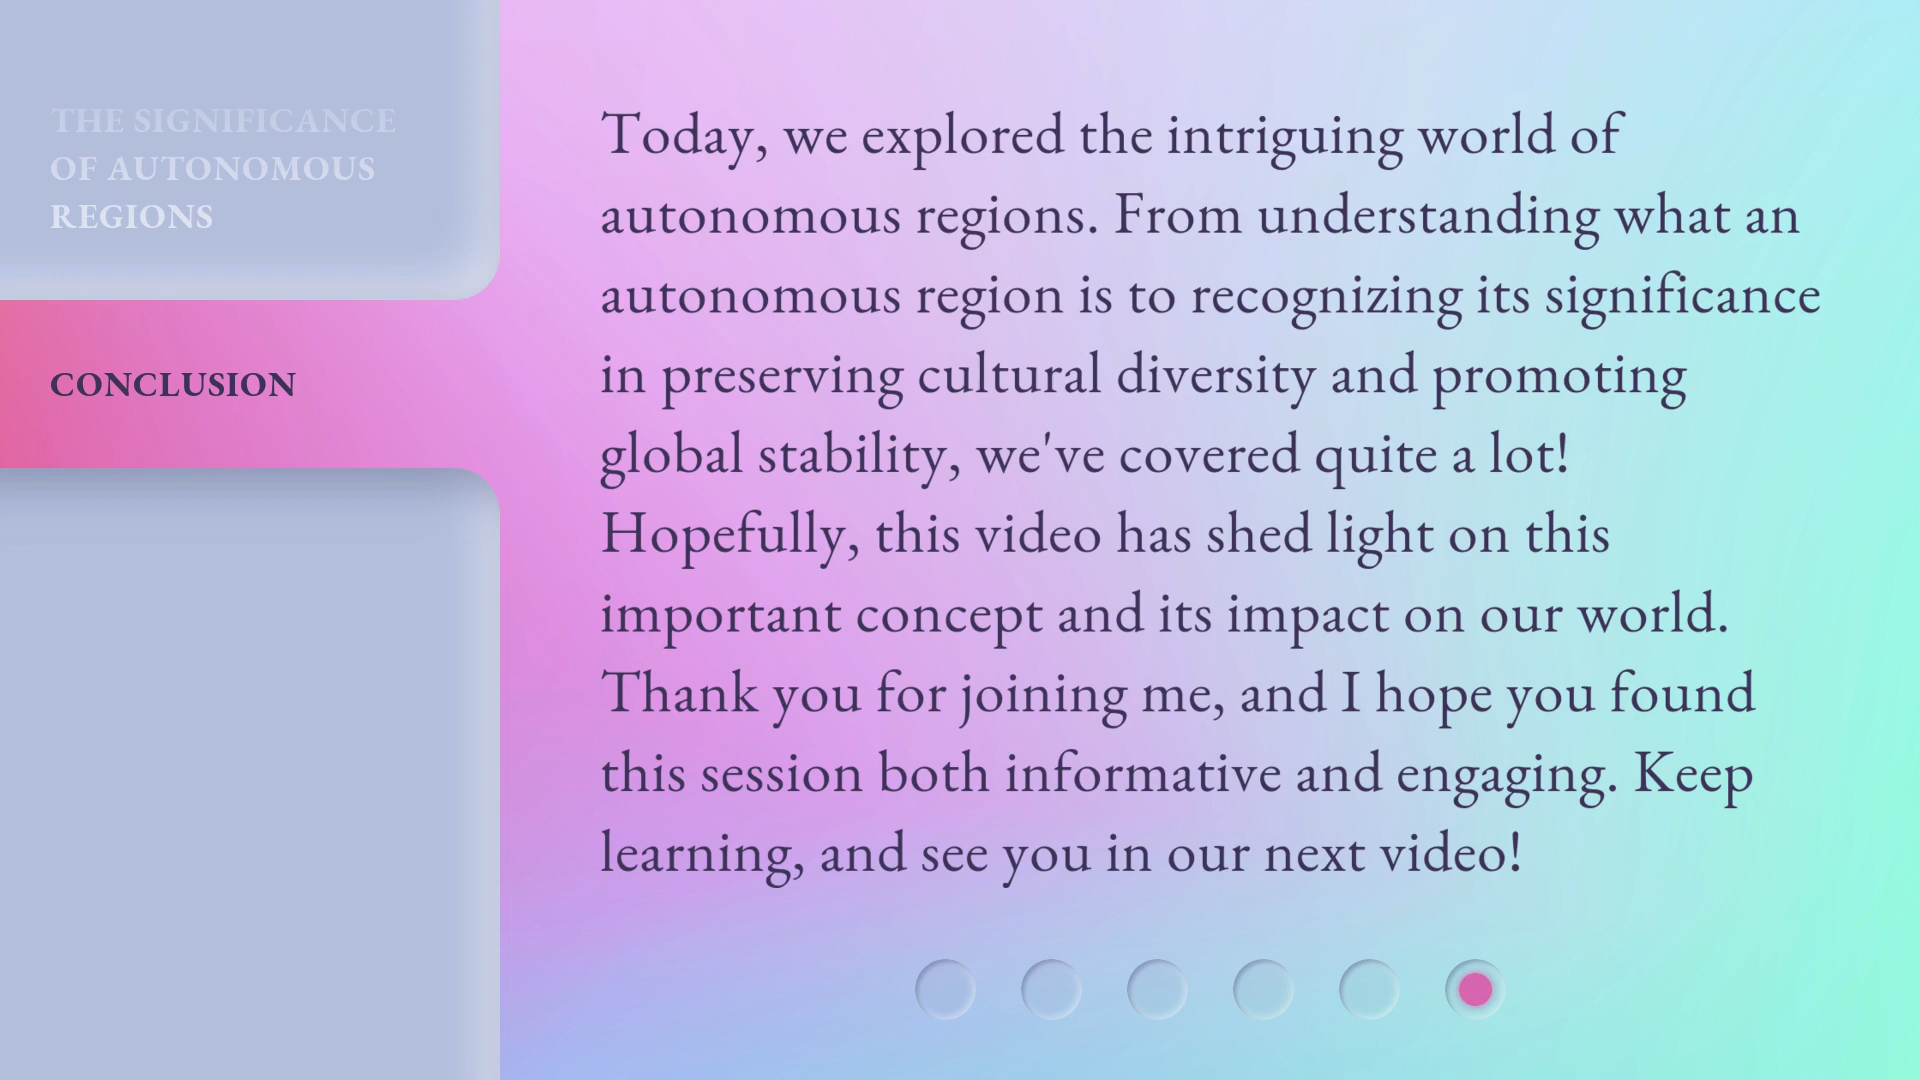 THE SIGNIFICANCE
OF AUTONOMOUS
REGIONS
CONCLUSION
Today, we explored the intriguing world of
autonomous regions. From understanding what an
autonomous region is to recognizing its significance
in preserving cultural diversity and promoting
global stability, we've covered quite a lot!
Hopefully, this video has shed light on this
important concept and its impact on our world.
Thank you for joining me, and I hope you found
this session both informative and engaging. Keep
learning, and see you in our next video!